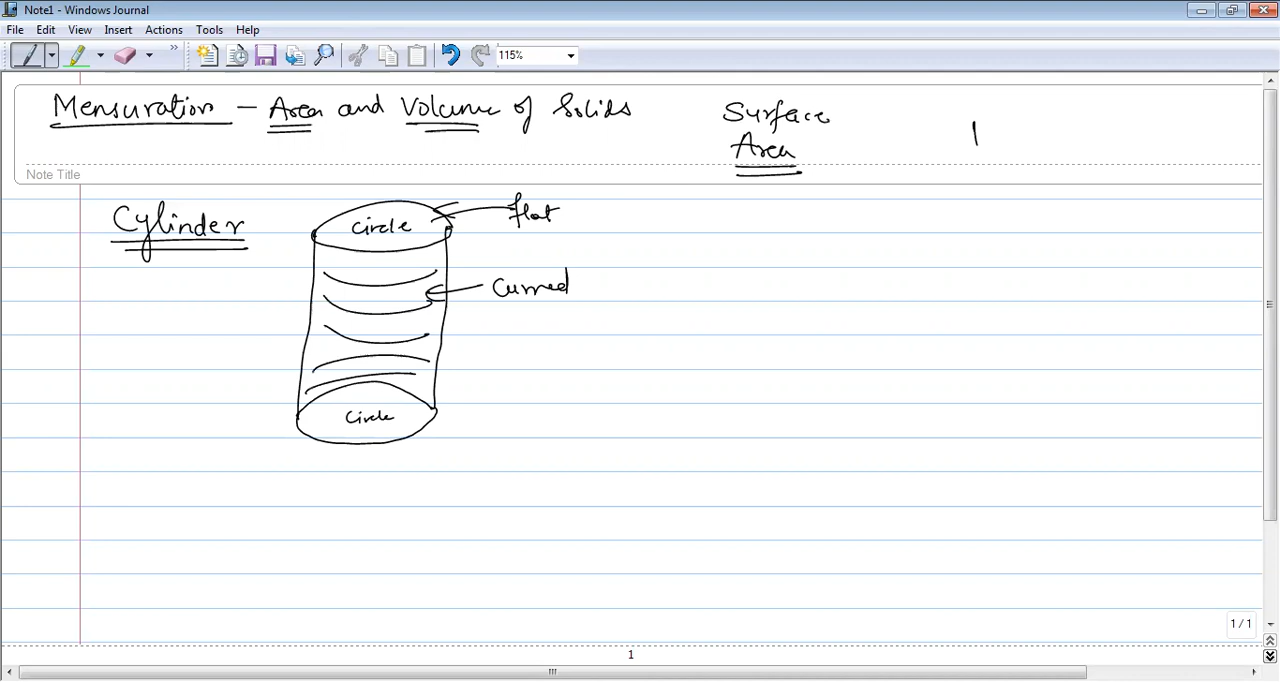 Note1 - Windows Journal
File Edit View Insert Actions Tools Help
115%
Mensuration - Area and Volume of Solids
Surface
Area
Note Title
Cylinder
circle
flat
Curved
Circle
1 / 1
1